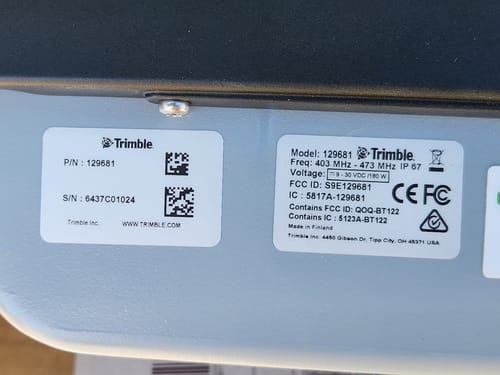 Trimble.
P/N : 129681
S/N : 6437C01024
Trimble Inc. WWW.TRIMBLE.COM
Model: 129681 Trimble.
Freq: 403 MHz - 473 MHz IP 67
Voltage: 9 - 30 VDC /180 W
FCC ID: S9E129681
IC : 5817A-129681
CE FC
Contains FCC ID: QOQ-BT122
Contains IC : 5123A-BT122
Made in Finland
Trimble Inc. 4450 Gibson Dr, Tipp City, OH 45371 USA